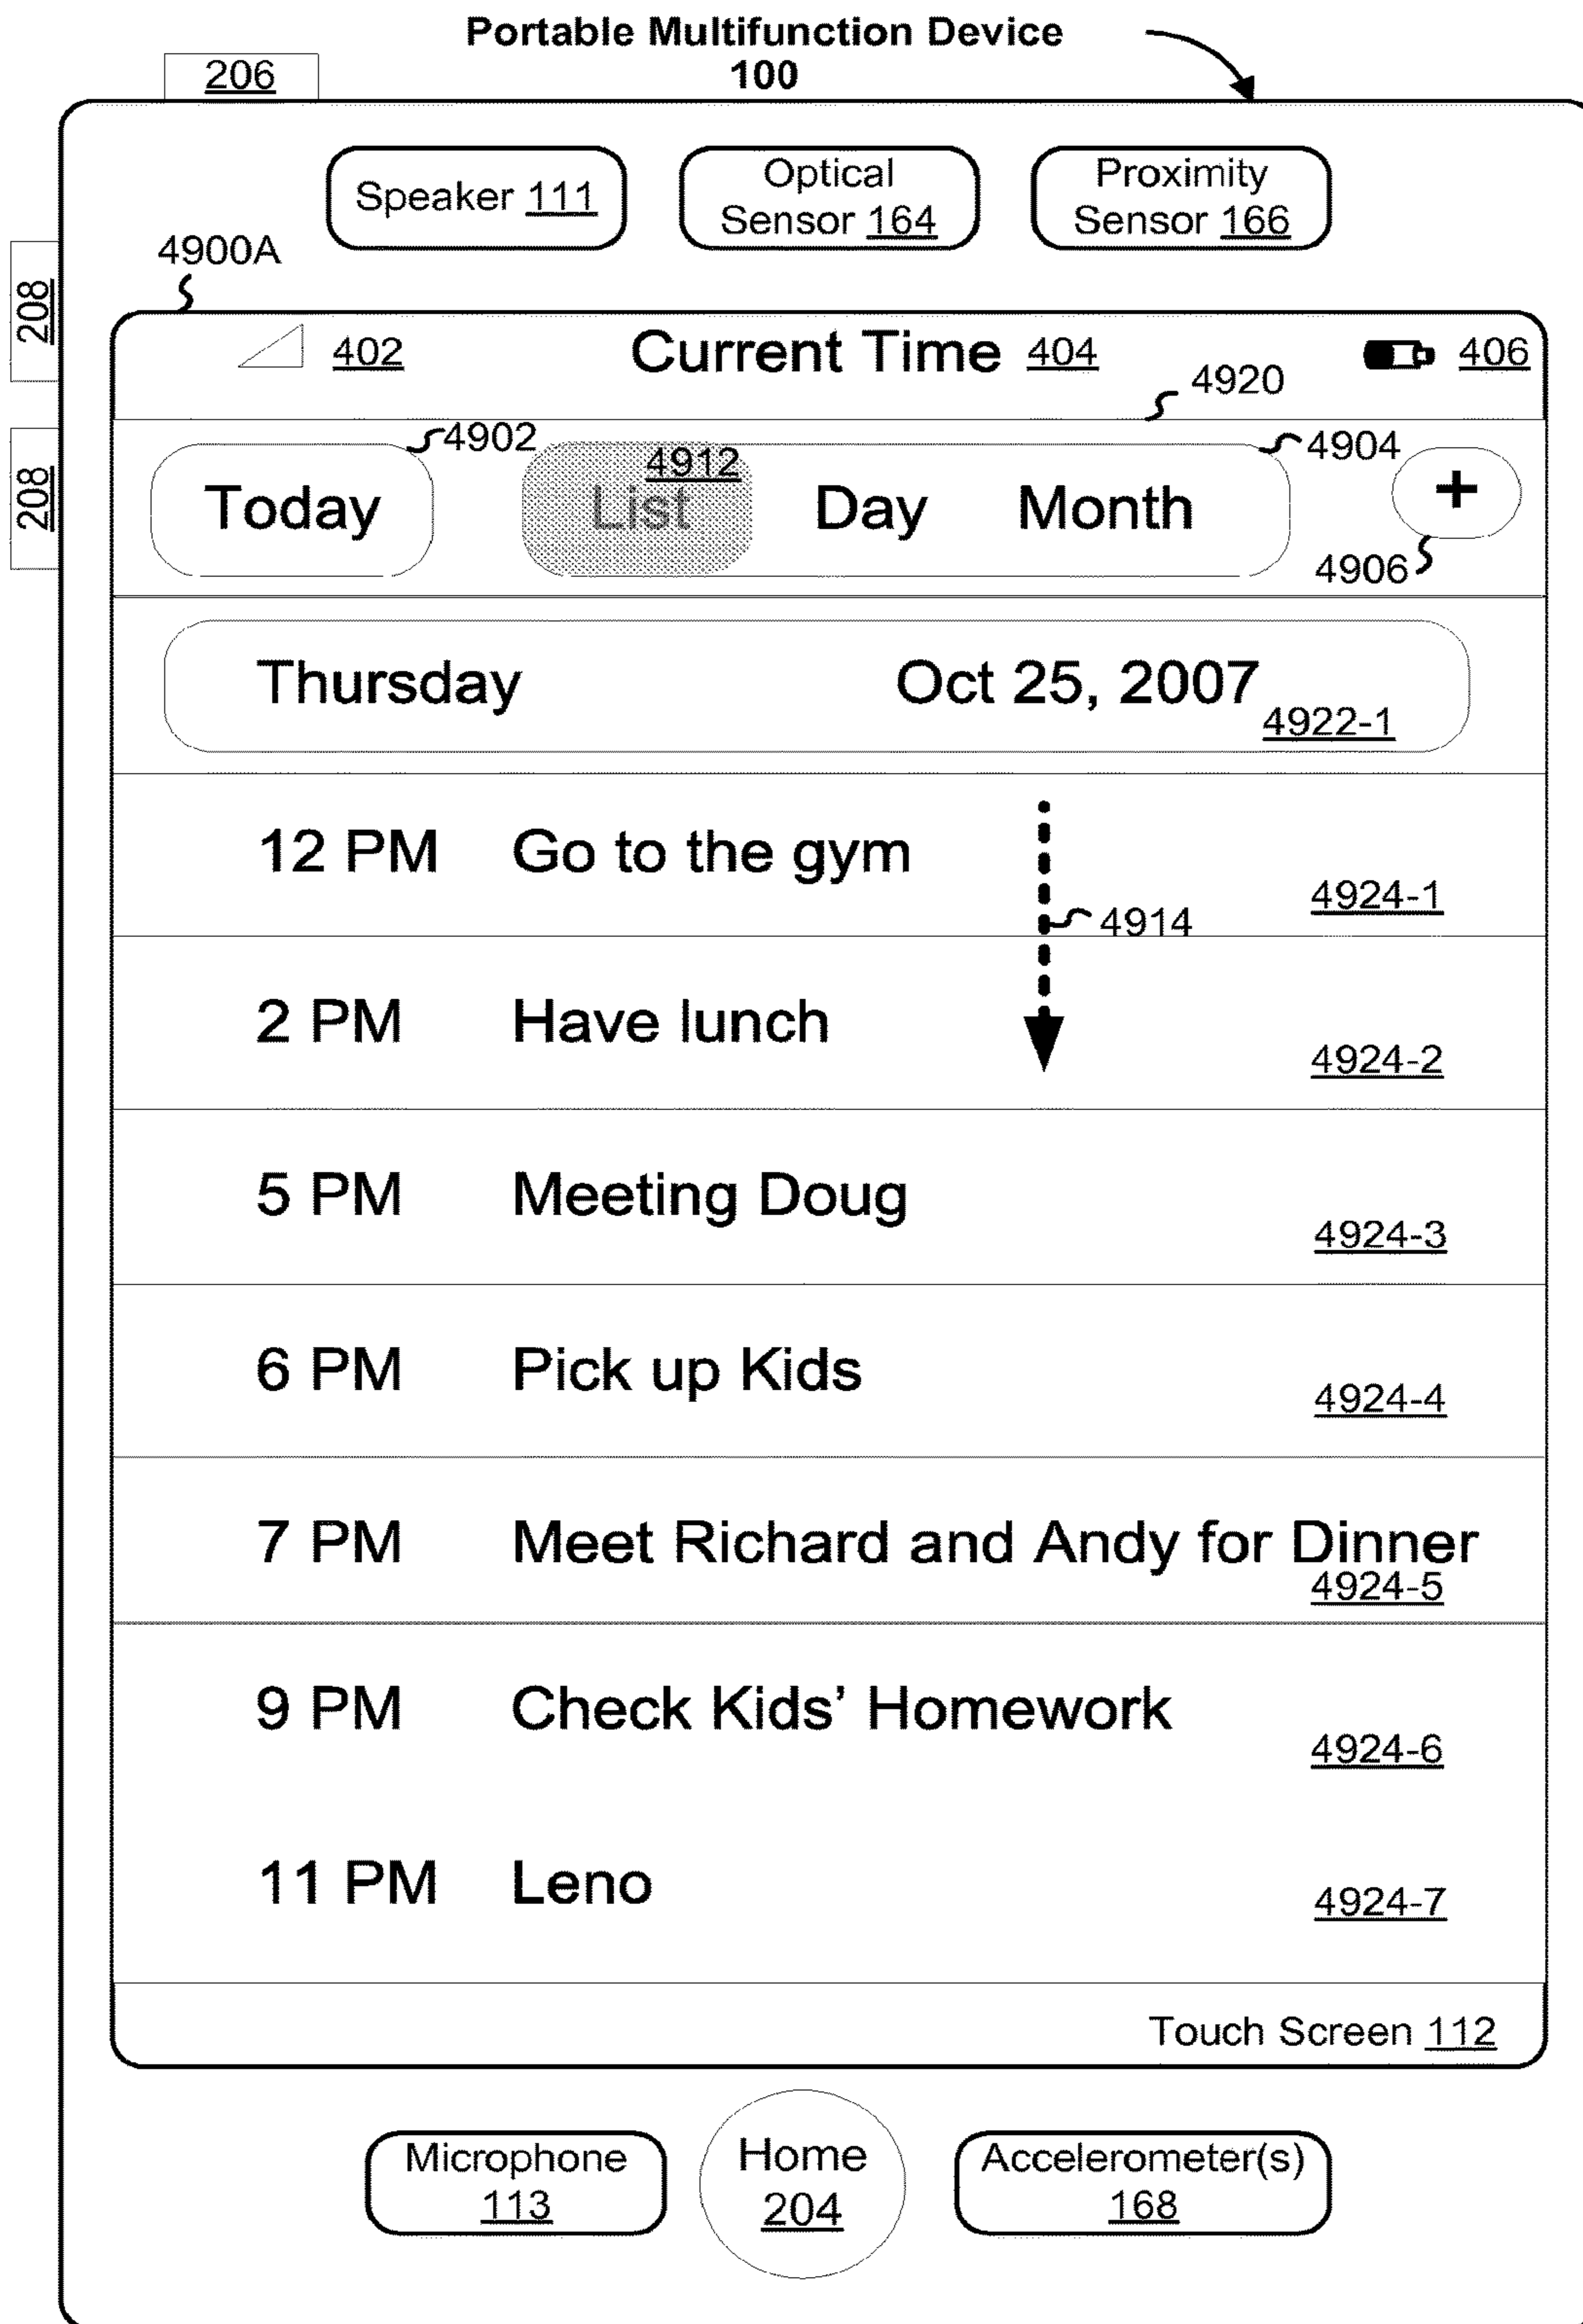 Portable Multifunction Device
100
206
Speaker 111
Optical
Sensor 164
Proximity
Sensor 166
4900A
208
402
Current Time 404
406
4920
4902
4912
4904
208
Today
List
Day
Month
+
4906
Thursday
Oct 25, 2007
4922-1
12 PM Go to the gym
4924-1
4914
2 PM Have lunch
4924-2
5 PM Meeting Doug
4924-3
6 PM Pick up Kids
4924-4
7 PM Meet Richard and Andy for Dinner
4924-5
9 PM Check Kids’ Homework
4924-6
11 PM Leno
4924-7
Touch Screen 112
Microphone
113
Home
204
Accelerometer(s)
168